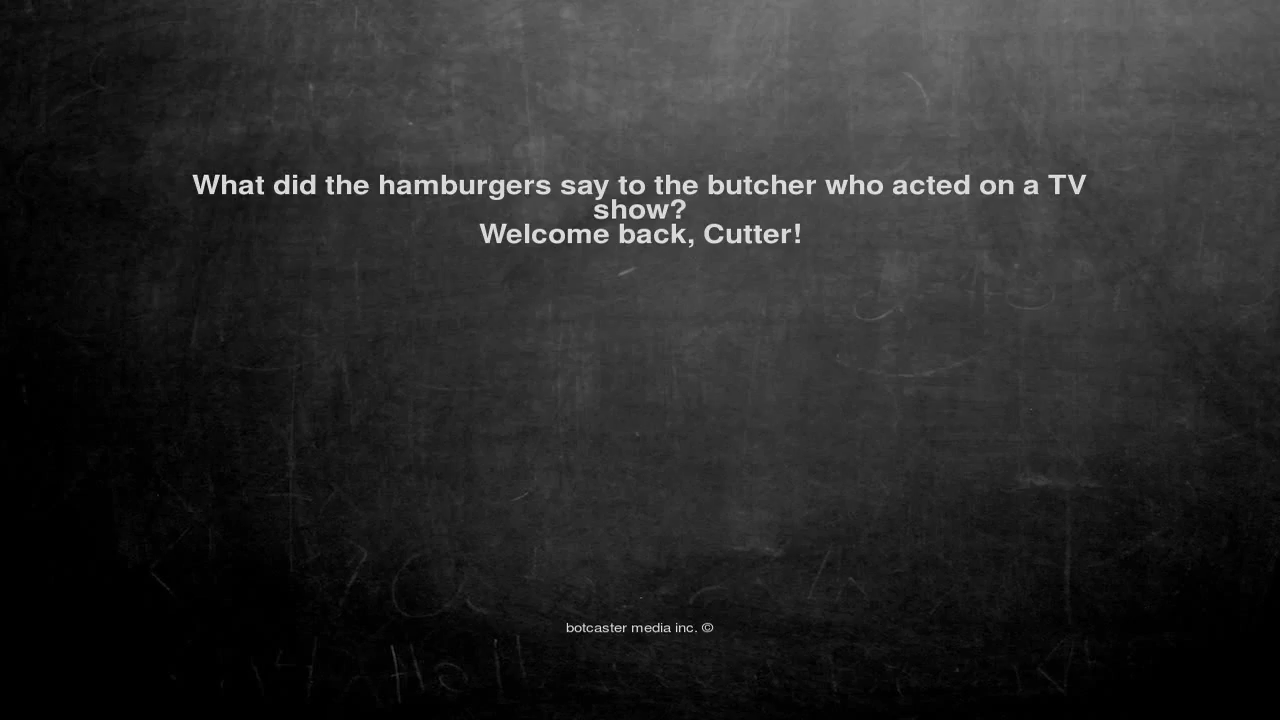 What did the hamburgers say to the butcher who acted on a TV
show?
Welcome back, Cutter!
botcaster media inc. ©